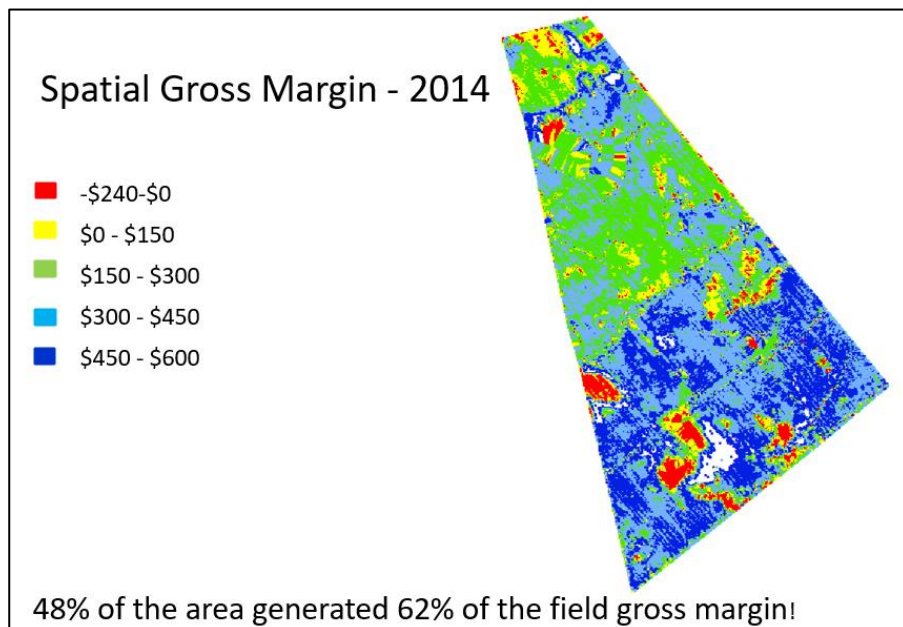 Spatial Gross Margin - 2014
-$240-$0
$0 - $150
$150 - $300
$300 - $450
$450 - $600
48% of the area generated 62% of the field gross margin!